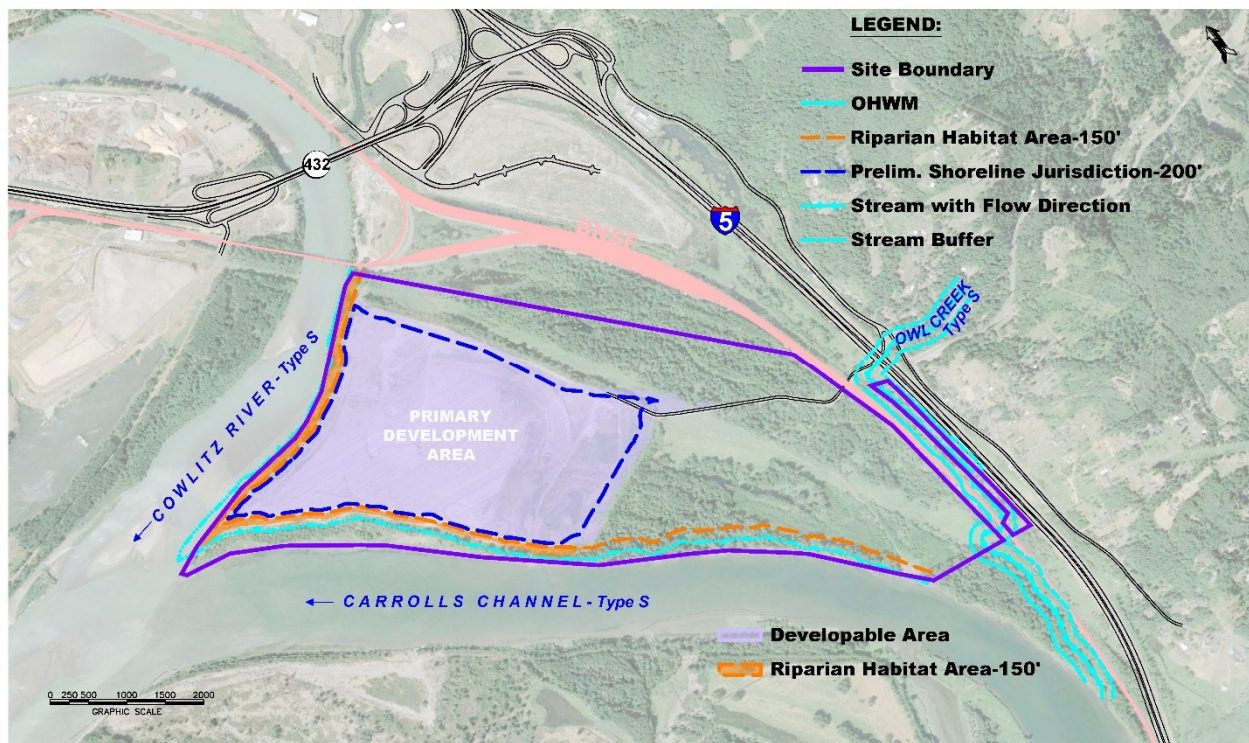 LEGEND:
Site Boundary
OHWM
Riparian Habitat Area-150'
Prelim. Shoreline Jurisdiction-200'
Stream with Flow Direction
Stream Buffer
432
5
BNSF
OWL CREEK
Type S
COWLITZ RIVER - Type S
PRIMARY
DEVELOPMENT
AREA
CARROLLS CHANNEL - Type S
Developable Area
Riparian Habitat Area-150'
0 250 500 1000 1500 2000
GRAPHIC SCALE